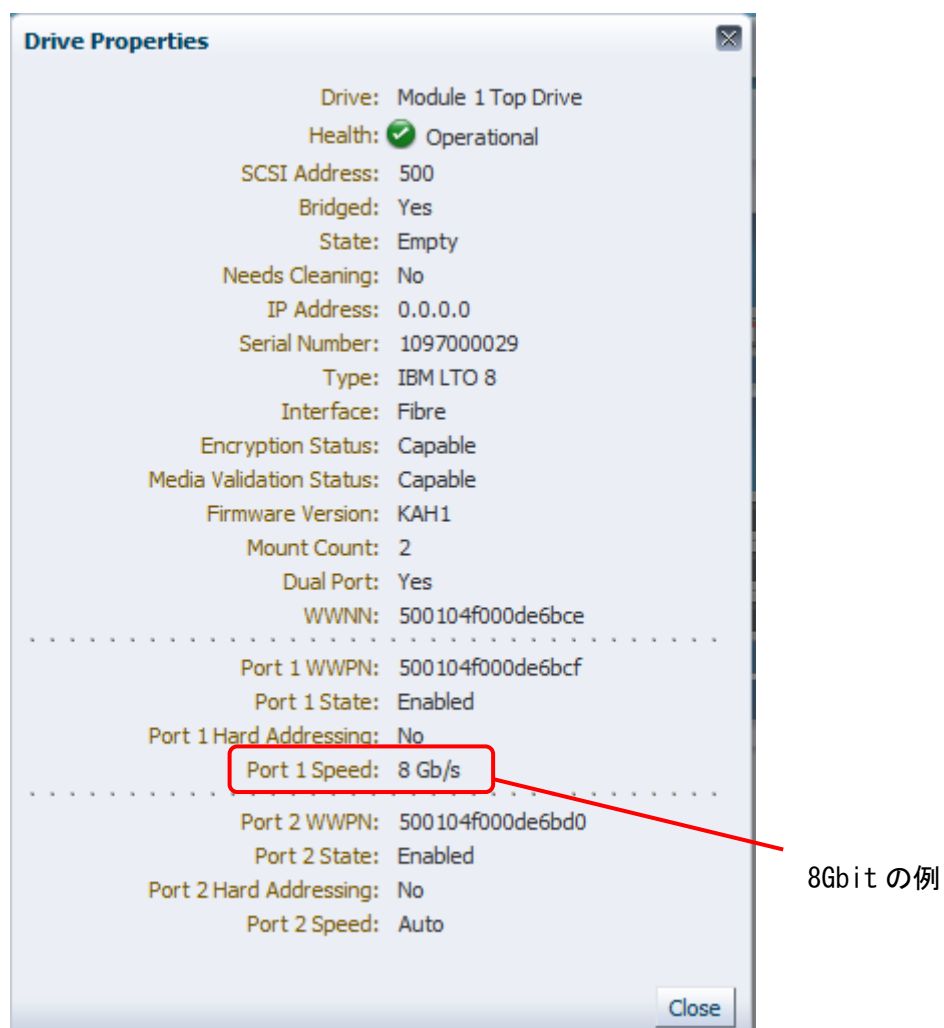 Drive Properties
Drive: Module 1 Top Drive
Health: Operational
SCSI Address: 500
Bridged: Yes
State: Empty
Needs Cleaning: No
IP Address: 0.0.0.0
Serial Number: 1097000029
Type: IBM LTO 8
Interface: Fibre
Encryption Status: Capable
Media Validation Status: Capable
Firmware Version: KAH1
Mount Count: 2
Dual Port: Yes
WWNN: 500104f000de6bce
Port 1 WWPN: 500104f000de6bcf
Port 1 State: Enabled
Port 1 Hard Addressing: No
Port 1 Speed: 8 Gb/s
Port 2 WWPN: 500104f000de6bd0
Port 2 State: Enabled
8Gbit の例
Port 2 Hard Addressing: No
Port 2 Speed: Auto
Close